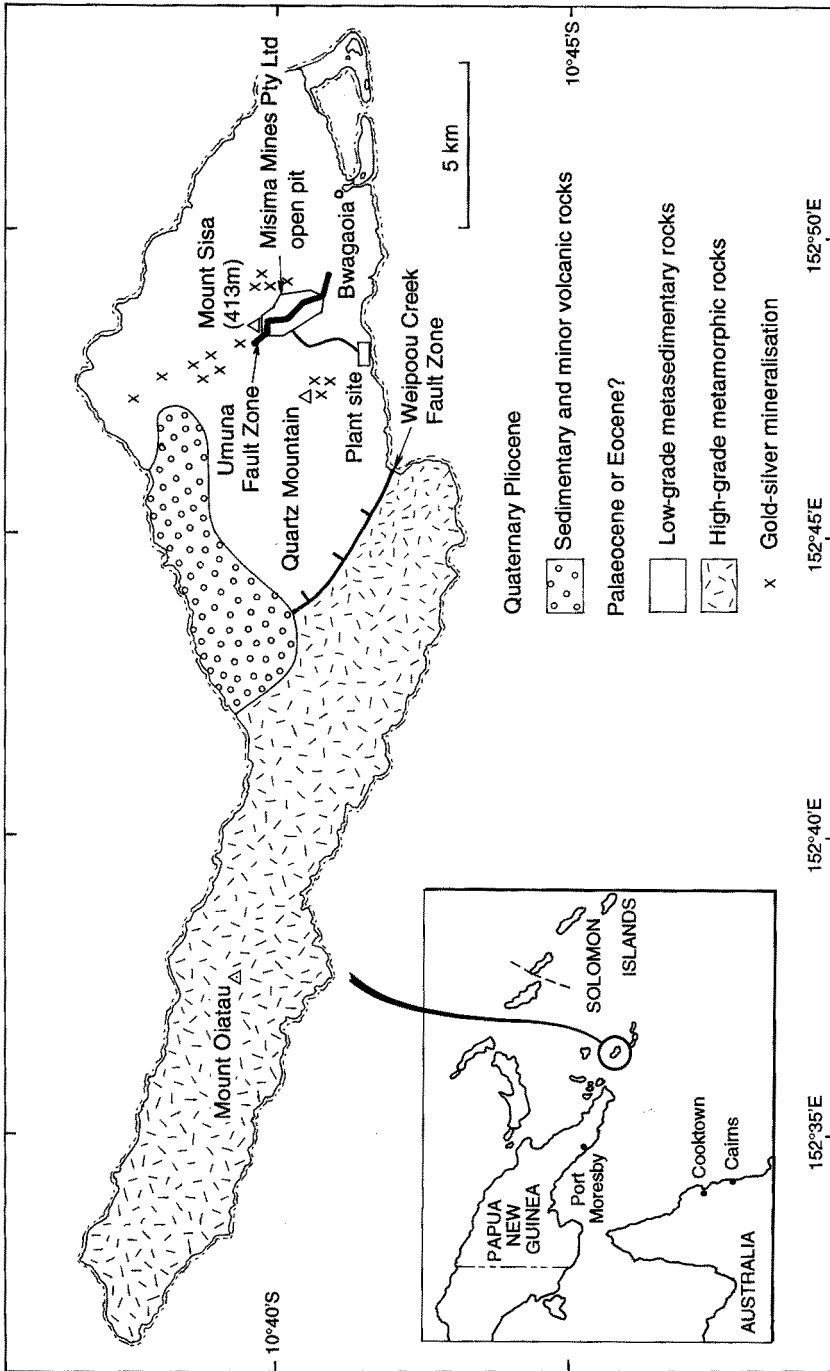 Mount Sisa
(413m)
Misima Mines Pty Ltd
open pit
Umuna
Fault Zone
Quartz Mountain
Plant site
Bwagaoia
Weipoou Creek
Fault Zone
Mount Oiatau
5 km
10°40'S
10°45'S
152°35'E
152°40'E
152°45'E
152°50'E
Quaternary Pliocene
Sedimentary and minor volcanic rocks
Palaeocene or Eocene?
Low-grade metasedimentary rocks
High-grade metamorphic rocks
x Gold-silver mineralisation
PAPUA
NEW
GUINEA
Port
Moresby
SOLOMON
ISLANDS
Cooktown
Cairns
AUSTRALIA